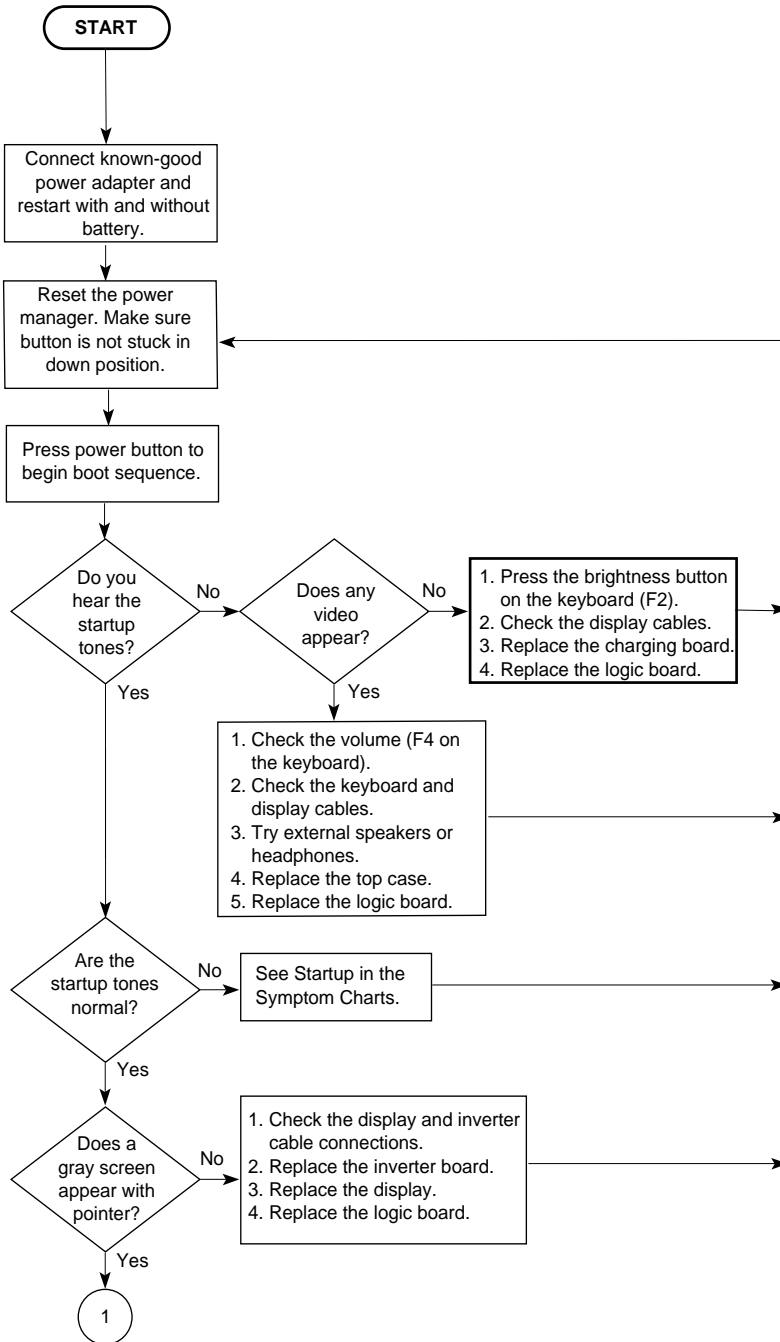 START
Connect known-good
power adapter and
restart with and without
battery.
Reset the power
manager. Make sure
button is not stuck in
down position.
Press power button to
begin boot sequence.
Do you
hear the
startup
tones?
No
Does any
video
appear?
No
1. Press the brightness button
on the keyboard (F2).
2. Check the display cables.
3. Replace the charging board.
4. Replace the logic board.
Yes
Yes
1. Check the volume (F4 on
the keyboard).
2. Check the keyboard and
display cables.
3. Try external speakers or
headphones.
4. Replace the top case.
5. Replace the logic board.
Are the
startup tones
normal?
No
See Startup in the
Symptom Charts.
Yes
Does a
gray screen
appear with
pointer?
No
1. Check the display and inverter
cable connections.
2. Replace the inverter board.
3. Replace the display.
4. Replace the logic board.
Yes
1